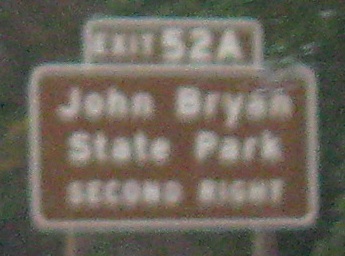 EXIT 52A
John Bryan
State Park
SECOND RIGHT